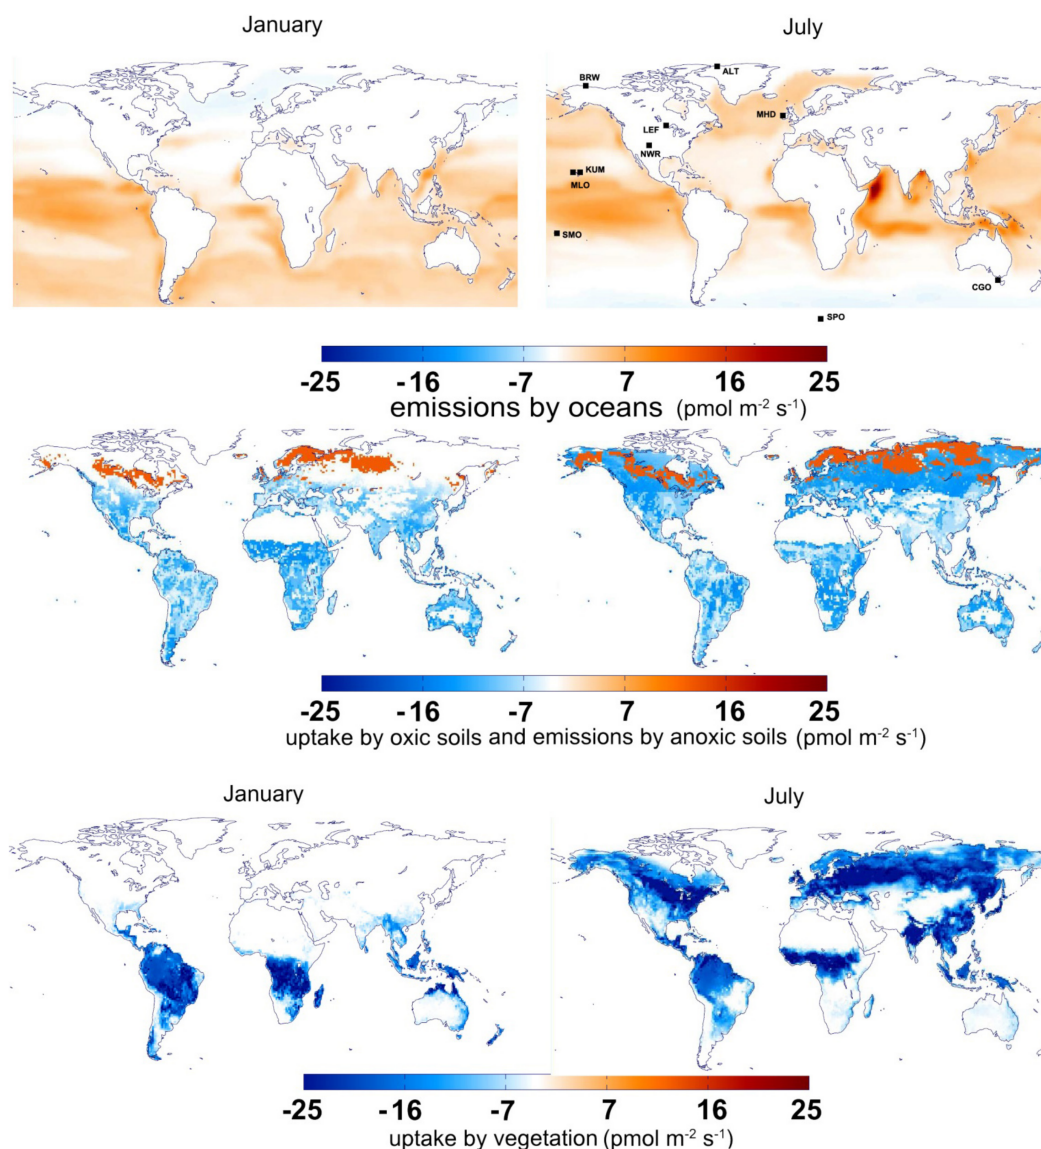 January July
ALT
BRW
MHD
LEF
NWR
KUM
MLO
SMO
CGO
SPO
-25 -16 -7 7 16 25
emissions by oceans (pmol m⁻² s⁻¹)
-25 -16 -7 7 16 25
uptake by oxic soils and emissions by anoxic soils (pmol m⁻² s⁻¹)
January July
-25 -16 -7 7 16 25
uptake by vegetation (pmol m⁻² s⁻¹)